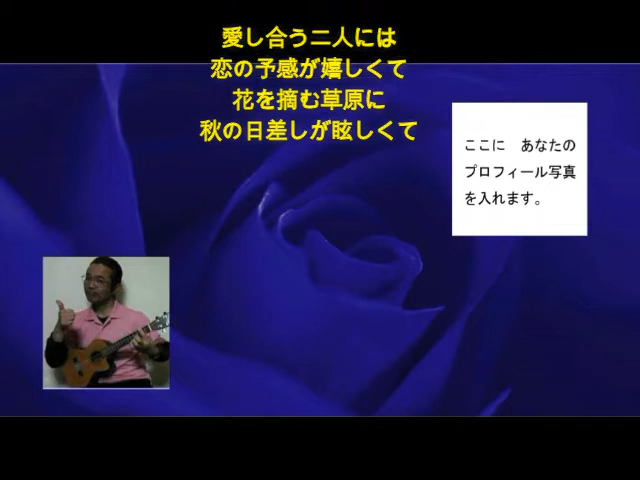 愛し合う二人には
恋の予感が嬉しくて
花を摘む草原に
秋の日差しが眩しくて
ここに　あなたの
プロフィール写真
を入れます。